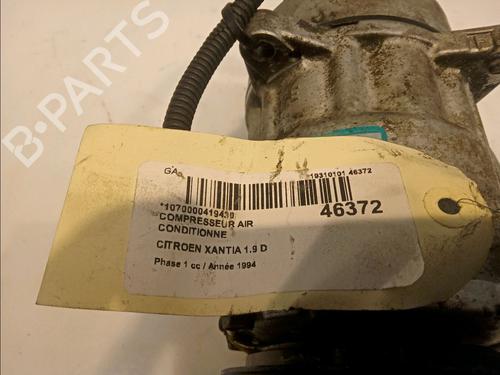 B-PARTS
GA
19310101 46372
*1070000419430
46372
COMPRESSEUR AIR
CONDITIONNE
CITROEN XANTIA 1.9 D
Phase 1 cc / Année 1994